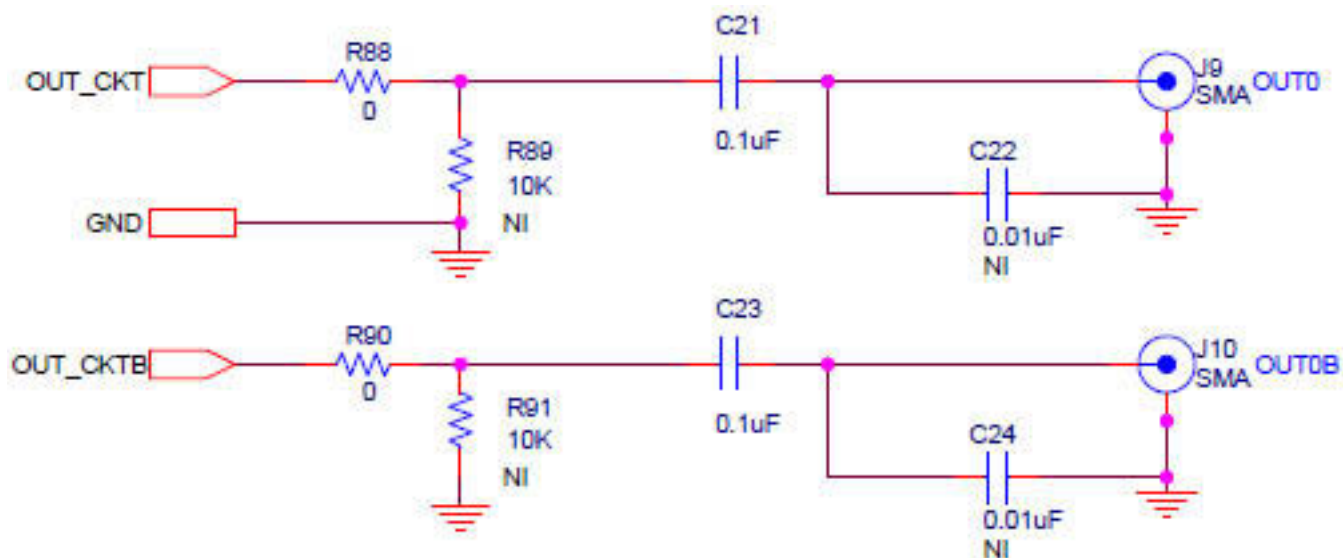 C21
R88
OUT_CKT
0
J9
SMA OUT0
0.1uF
R89
10K
NI
C22
GND
0.01uF
NI
C23
R90
OUT_CKTB
0
J10
SMA OUT0B
0.1uF
R91
10K
NI
C24
0.01uF
NI